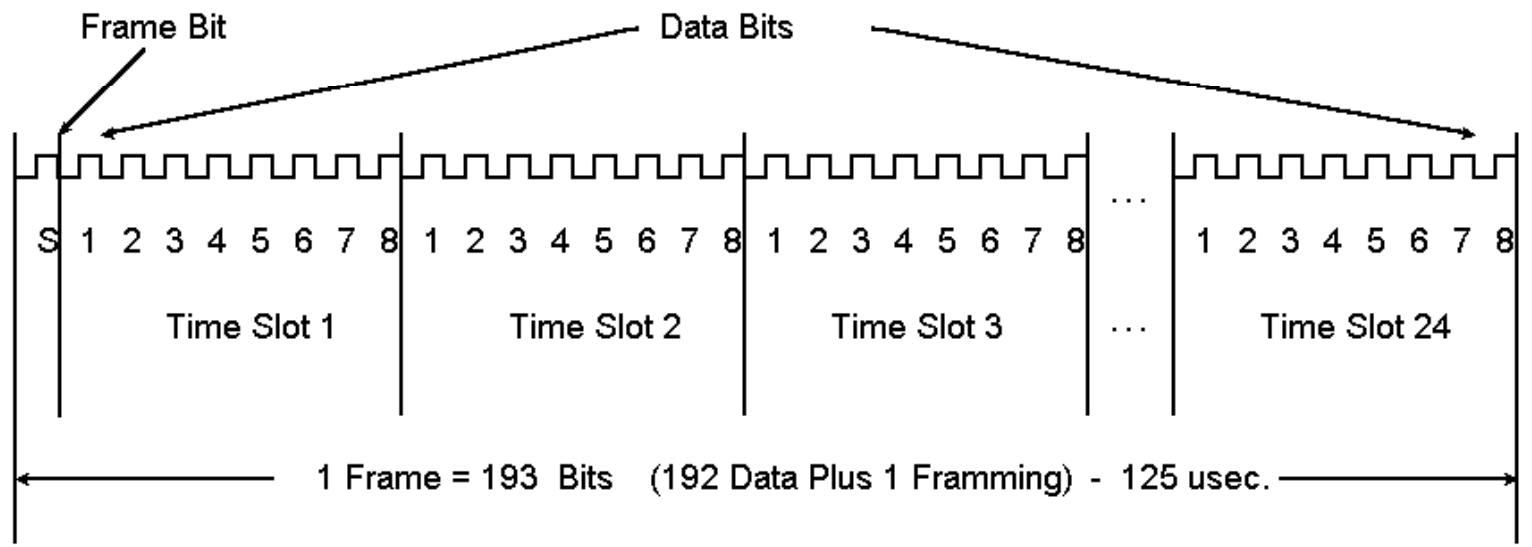 Frame Bit Data Bits
. . .
S 1 2 3 4 5 6 7 8 1 2 3 4 5 6 7 8 1 2 3 4 5 6 7 8 1 2 3 4 5 6 7 8
Time Slot 1 Time Slot 2 Time Slot 3 . . . Time Slot 24
1 Frame = 193 Bits (192 Data Plus 1 Framming) - 125 usec.